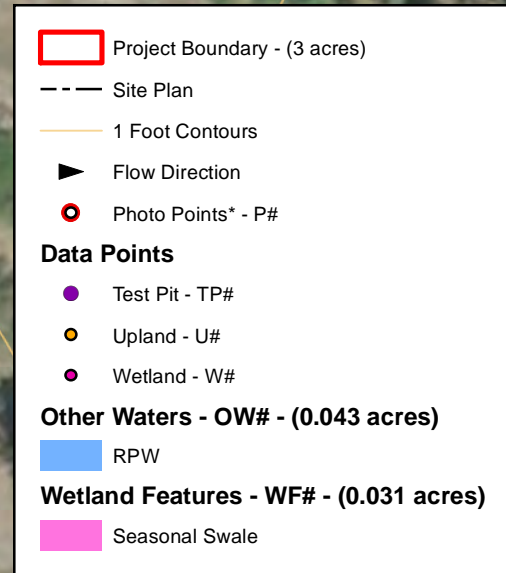 Project Boundary - (3 acres)
Site Plan
1 Foot Contours
Flow Direction
Photo Points* - P#
Data Points
Test Pit - TP#
Upland - U#
Wetland - W#
Other Waters - OW# - (0.043 acres)
RPW
Wetland Features - WF# - (0.031 acres)
Seasonal Swale